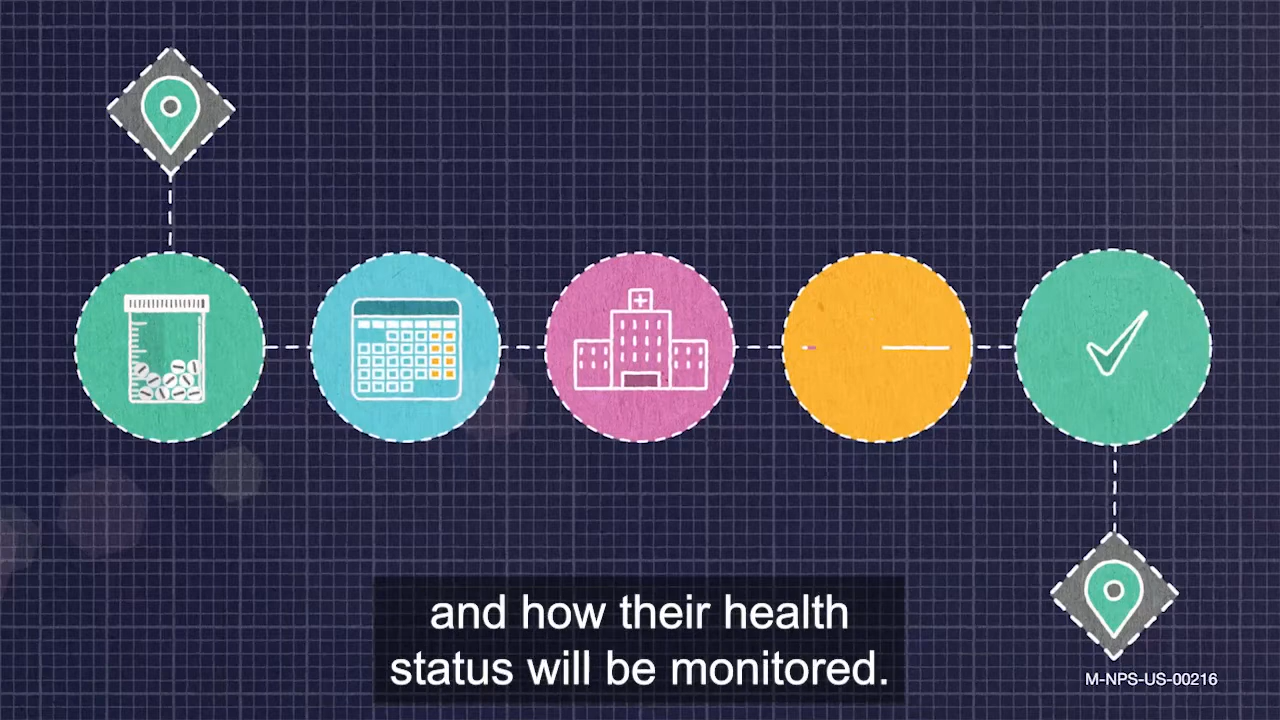 and how their health
status will be monitored.
M-NPS-US-00216